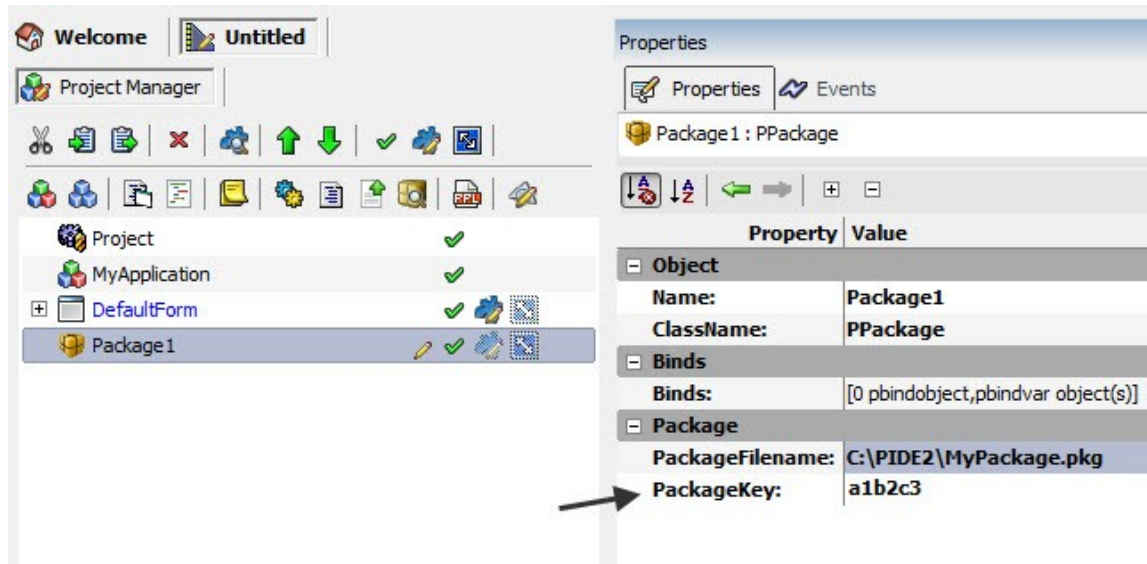 Welcome
Untitled
Project Manager
Project
MyApplication
DefaultForm
Package1
Properties
Properties
Events
Package1 : PPackage
Property Value
Object
Name: Package1
ClassName: PPackage
Binds
Binds: [0 pbindobject,pbindvar object(s)]
Package
PackageFilename: C:\PIDE2\MyPackage.pkg
PackageKey: a1b2c3